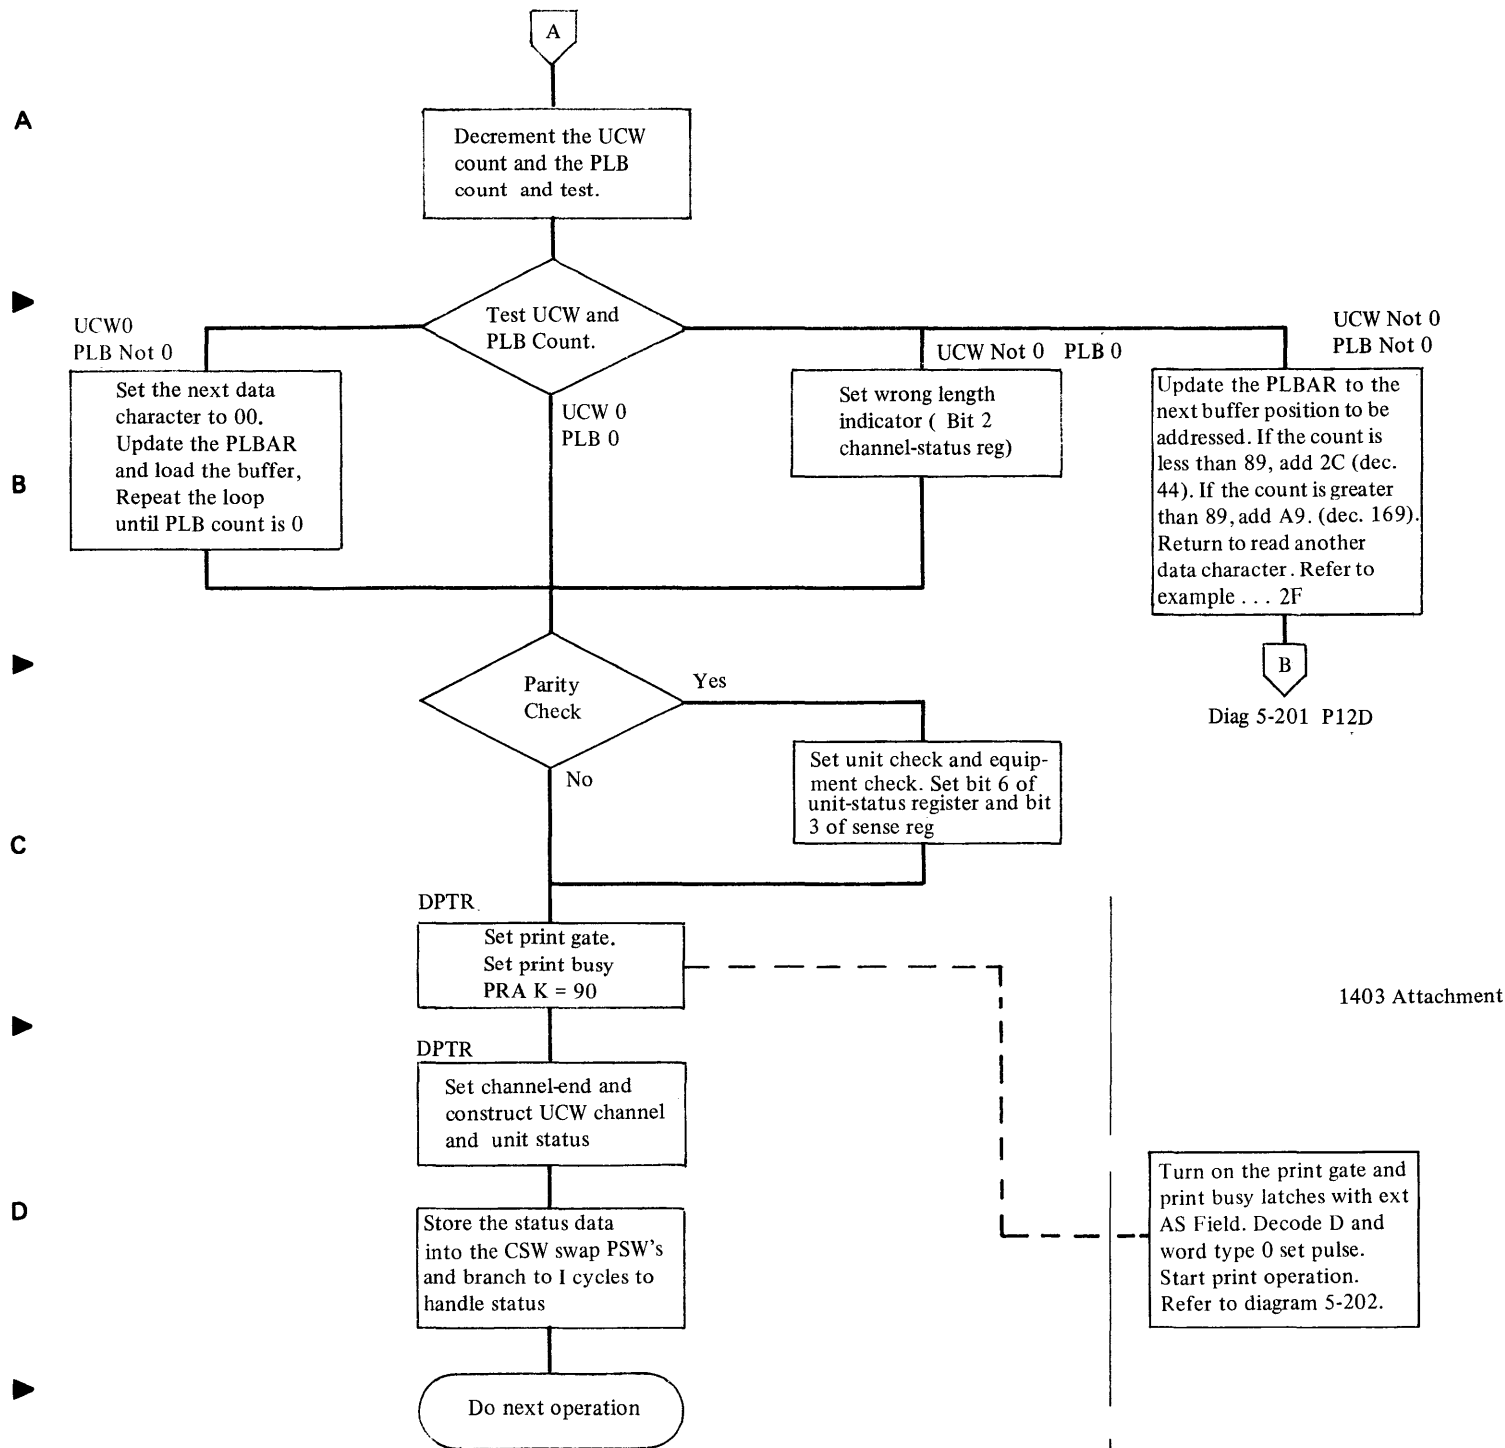 A
A
Decrement the UCW
count and the PLB
count and test.
Test UCW and
PLB Count.
UCW0
PLB Not 0
UCW Not 0 PLB 0
UCW Not 0
PLB Not 0
UCW 0
PLB 0
Set the next data
character to 00.
Update the PLBAR
and load the buffer,
Repeat the loop
until PLB count is 0
Set wrong length
indicator ( Bit 2
channel-status reg)
Update the PLBAR to the
next buffer position to be
addressed. If the count is
less than 89, add 2C (dec.
44). If the count is greater
than 89, add A9. (dec. 169).
Return to read another
data character. Refer to
example . . . 2F
B
B
Diag 5-201 P12D
Parity
Check
Yes
No
Set unit check and equip-
ment check. Set bit 6 of
unit-status register and bit
3 of sense reg
C
DPTR
Set print gate.
Set print busy
PRA K = 90
1403 Attachment
DPTR
Set channel-end and
construct UCW channel
and unit status
D
Store the status data
into the CSW swap PSW's
and branch to I cycles to
handle status
Turn on the print gate and
print busy latches with ext
AS Field. Decode D and
word type 0 set pulse.
Start print operation.
Refer to diagram 5-202.
Do next operation